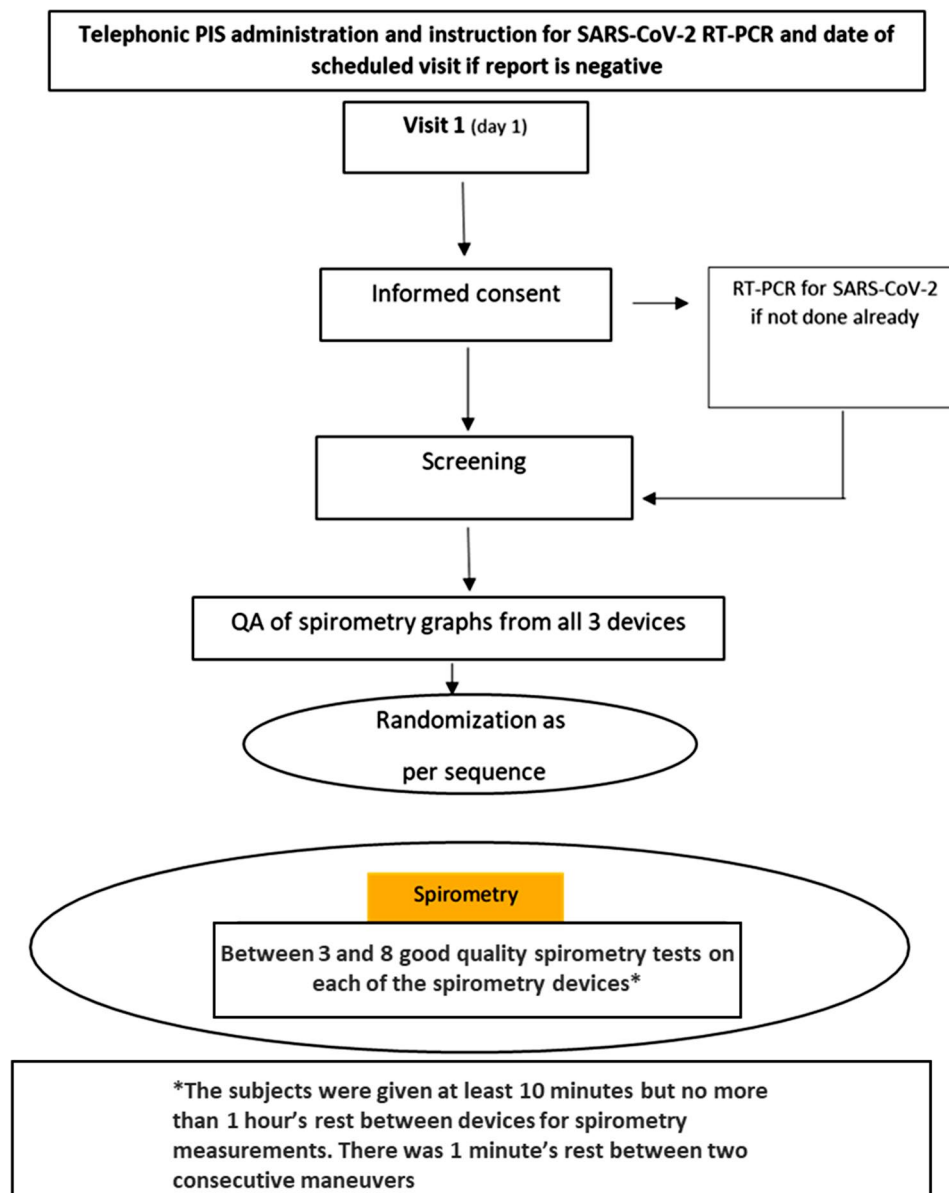 Telephonic PIS administration and instruction for SARS-CoV-2 RT-PCR and date of
scheduled visit if report is negative
Visit 1 (day 1)
Informed consent
RT-PCR for SARS-CoV-2
if not done already
Screening
QA of spirometry graphs from all 3 devices
Randomization as
per sequence
Spirometry
Between 3 and 8 good quality spirometry tests on
each of the spirometry devices*
*The subjects were given at least 10 minutes but no more
than 1 hour’s rest between devices for spirometry
measurements. There was 1 minute’s rest between two
consecutive maneuvers